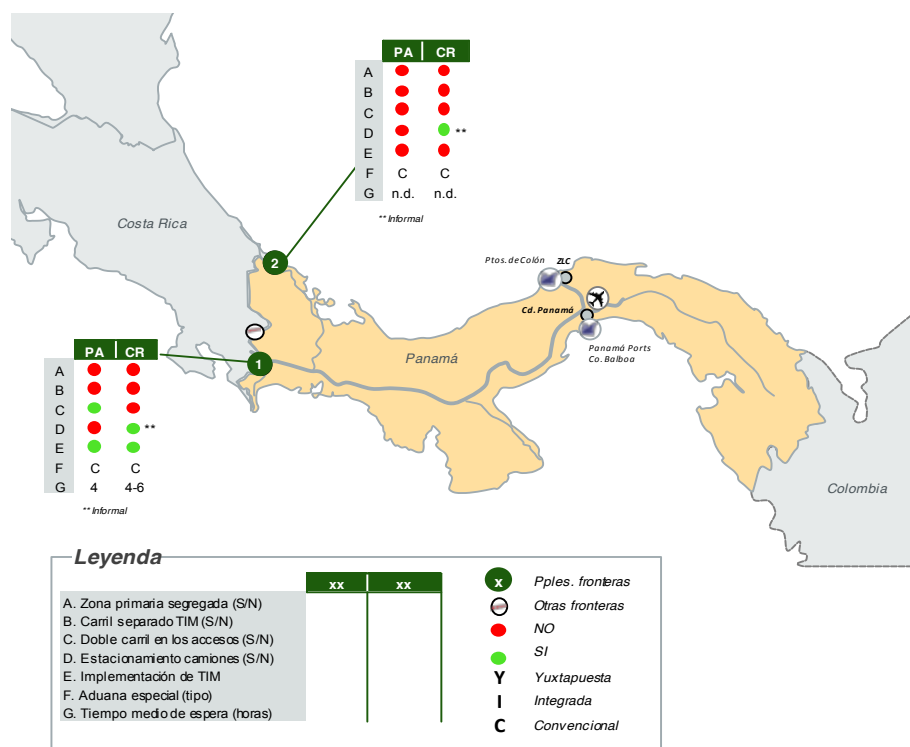 PA CR
A
B
C
D **
E
F C C
G n.d. n.d.
** Informal
Costa Rica
2
Ptos. de Colón ZLC
Cd. Panamá
Panamá Ports
Co. Balboa
Panamá
Colombia
1
PA CR
A
B
C
D **
E
F C C
G 4 4-6
** Informal
Leyenda
xx xx
A. Zona primaria segregada (S/N)
B. Carril separado TIM (S/N)
C. Doble carril en los accesos (S/N)
D. Estacionamiento camiones (S/N)
E. Implementación de TIM
F. Aduana especial (tipo)
G. Tiempo medio de espera (horas)
x Pples. fronteras
Otras fronteras
NO
SI
Y Yuxtapuesta
I Integrada
C Convencional